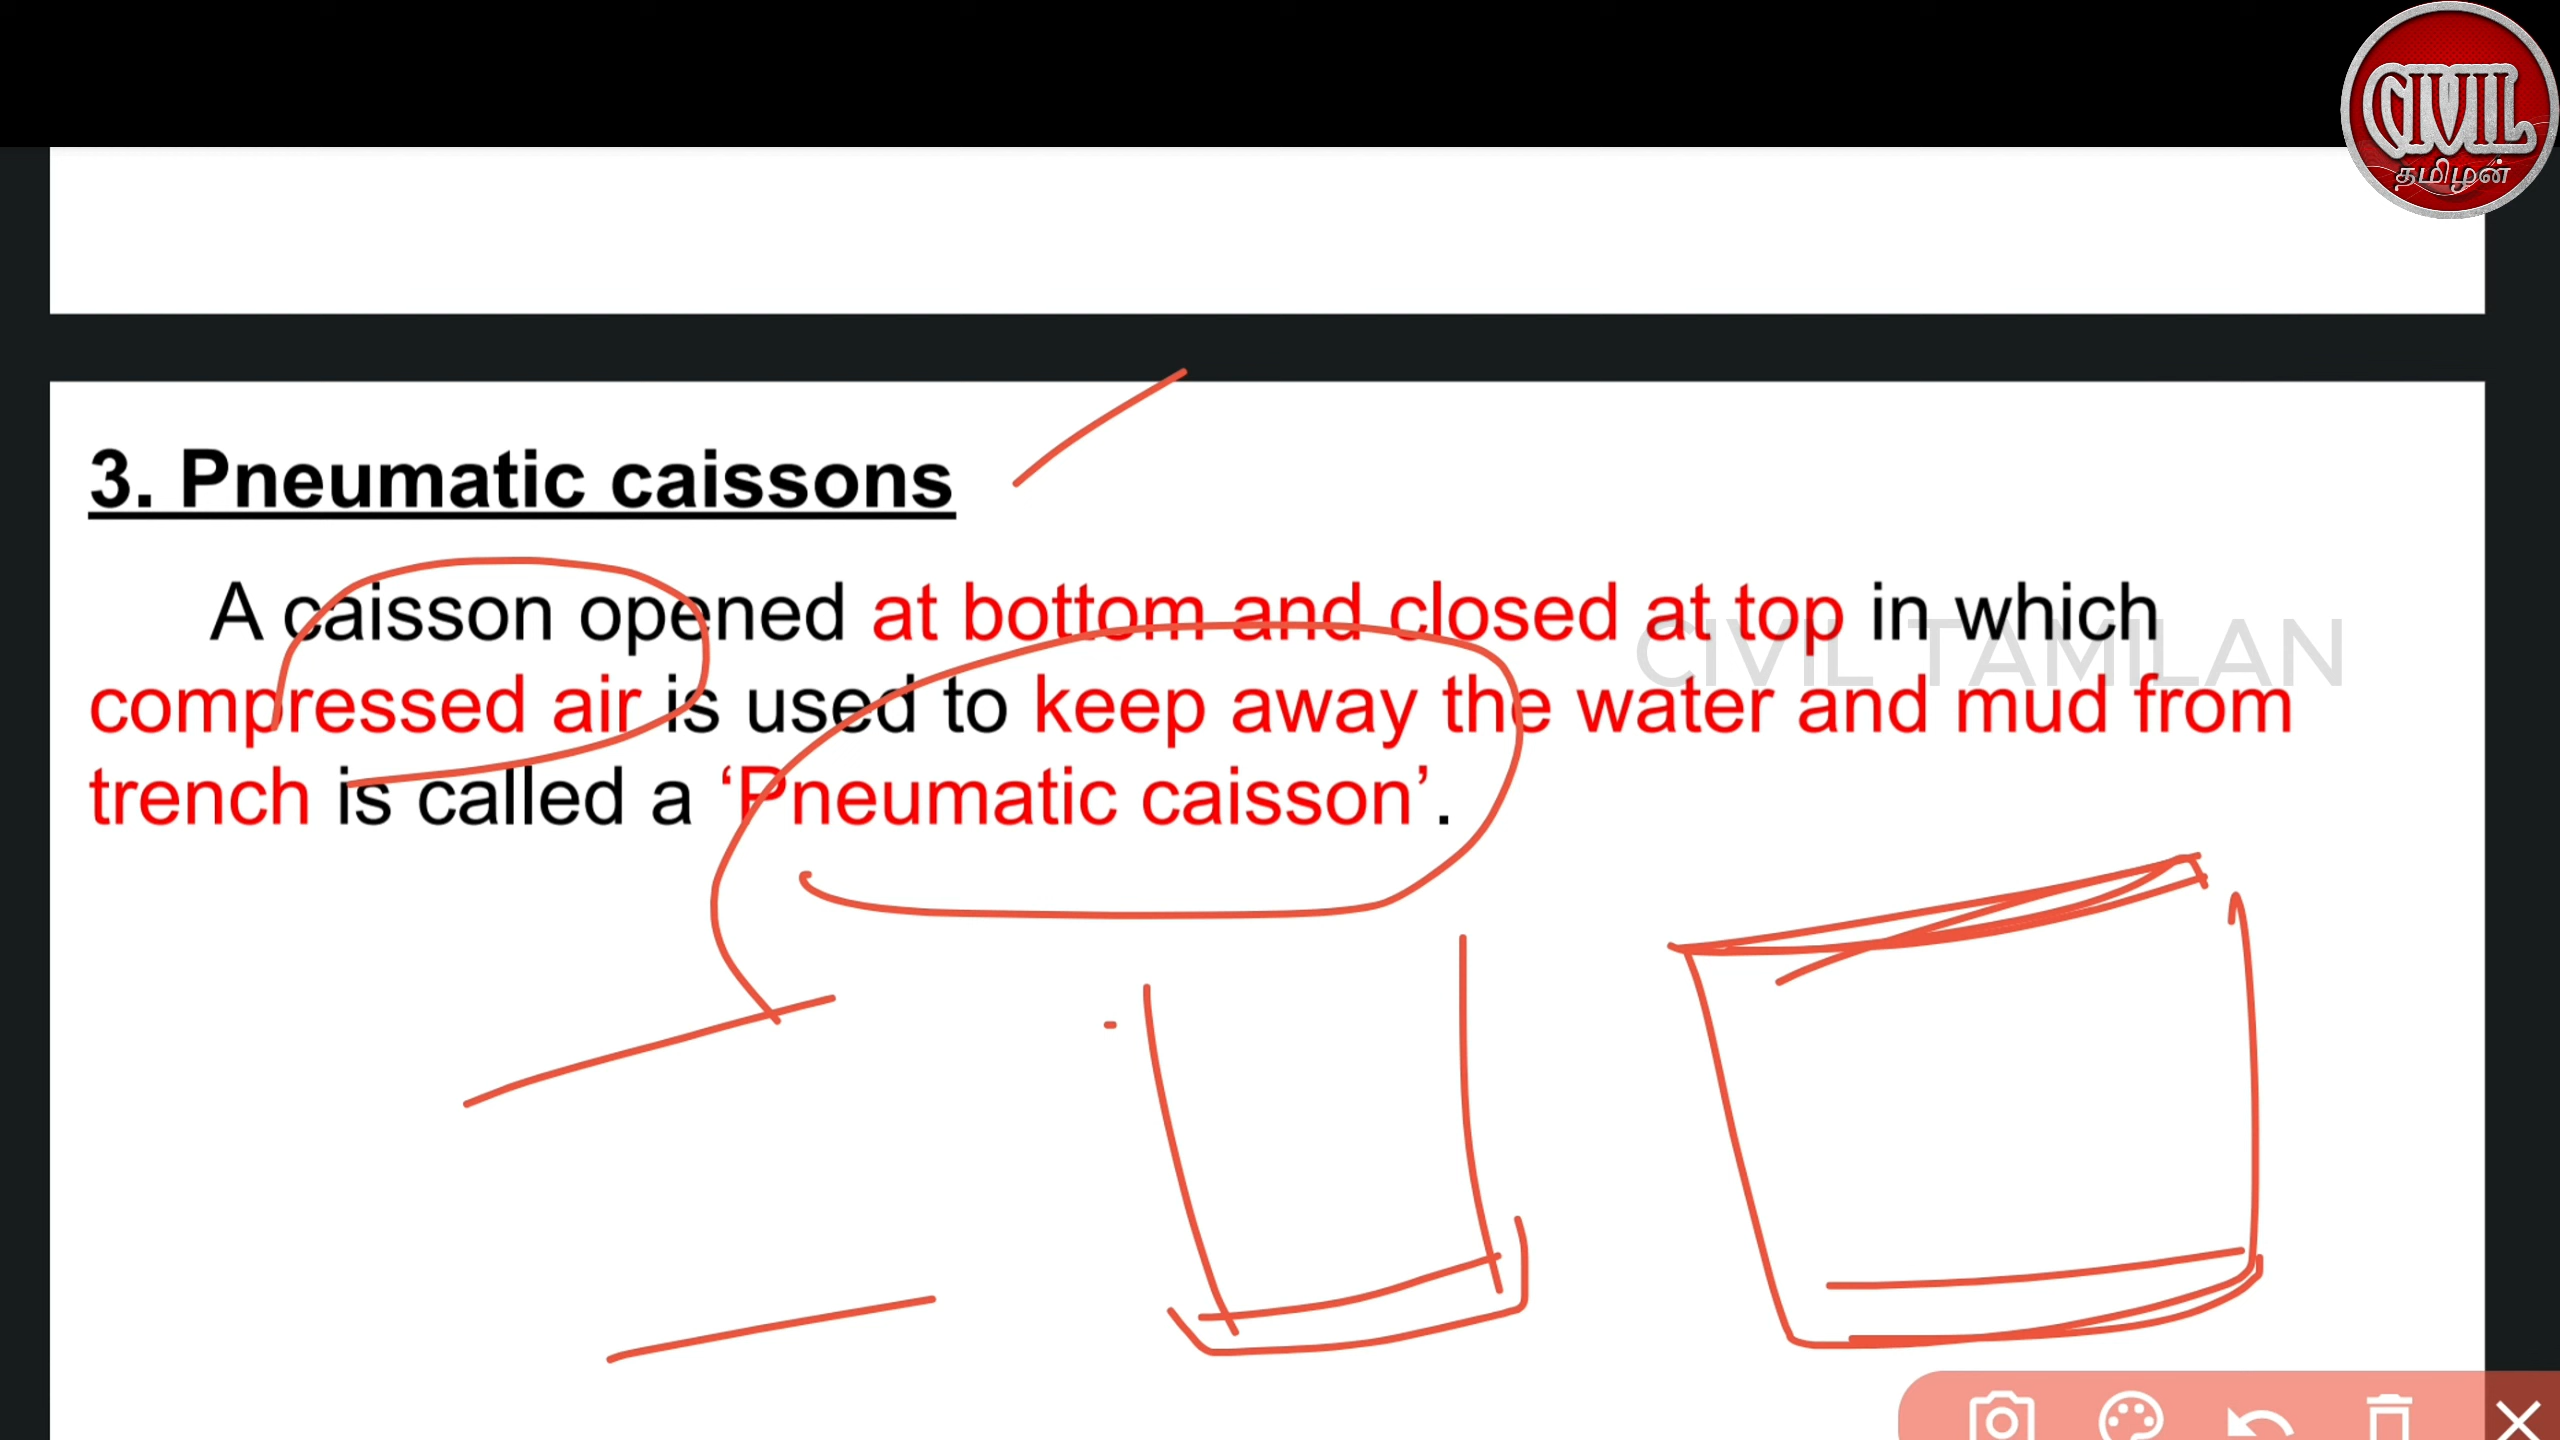 CIVIL
தமிழன்
3. Pneumatic caissons
A caisson opened at bottom and closed at top in which
CIVIL TAMILAN
compressed air is used to keep away the water and mud from
trench is called a ‘Pneumatic caisson’.